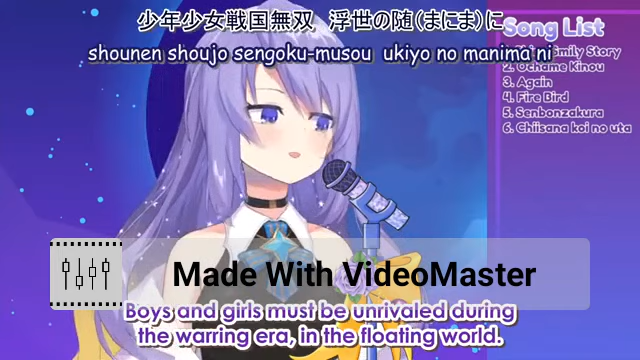 少年少女戦国無双 浮世の随(まにまに)に
shounen shoujo sengoku-musou ukiyo no manima ni
Song List
mily Story
2. Ochame Kinou
3. Again
4. Fire Bird
5. Senbonzakura
6. Chiisana koi no uta
Made With VideoMaster
Boys and girls must be unrivaled during
the warring era, in the floating world.